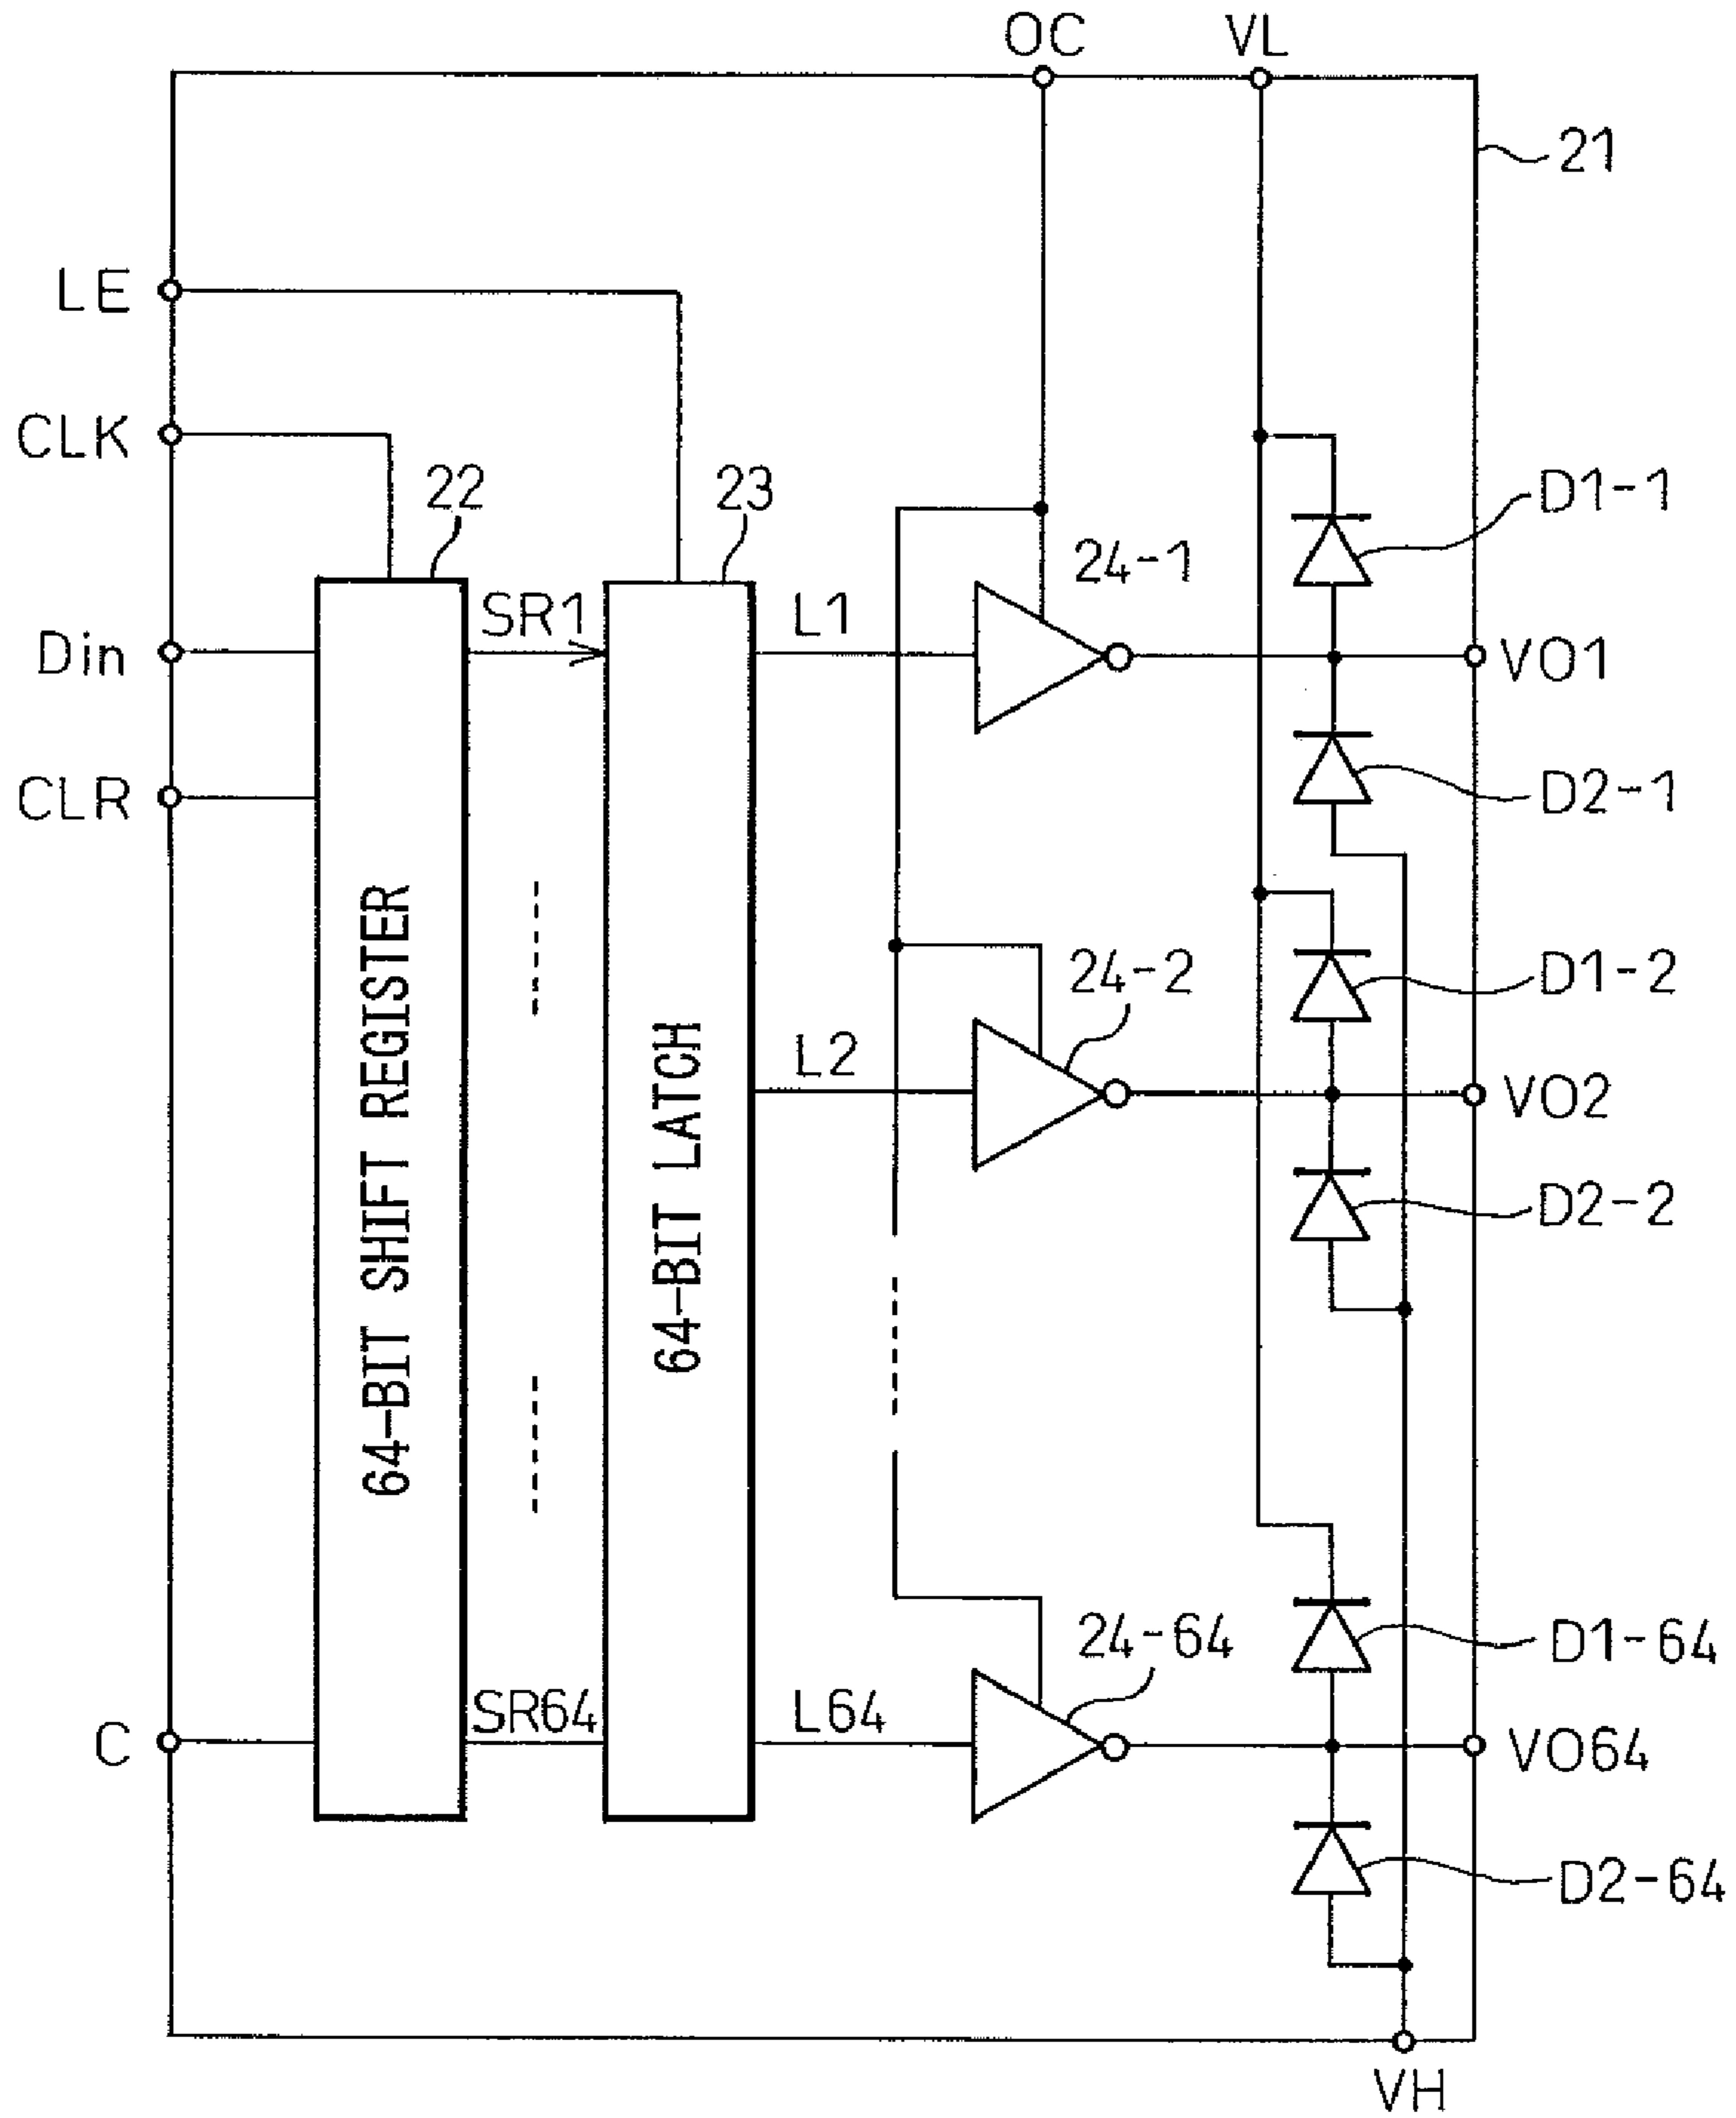 OC
VL
21
LE
CLK
22
23
D1-1
24-1
SR1
L1
Din
VO1
CLR
D2-1
24-2
D1-2
L2
VO2
64-BIT SHIFT REGISTER
64-BIT LATCH
D2-2
24-64
D1-64
C
SR64
L64
VO64
D2-64
VH